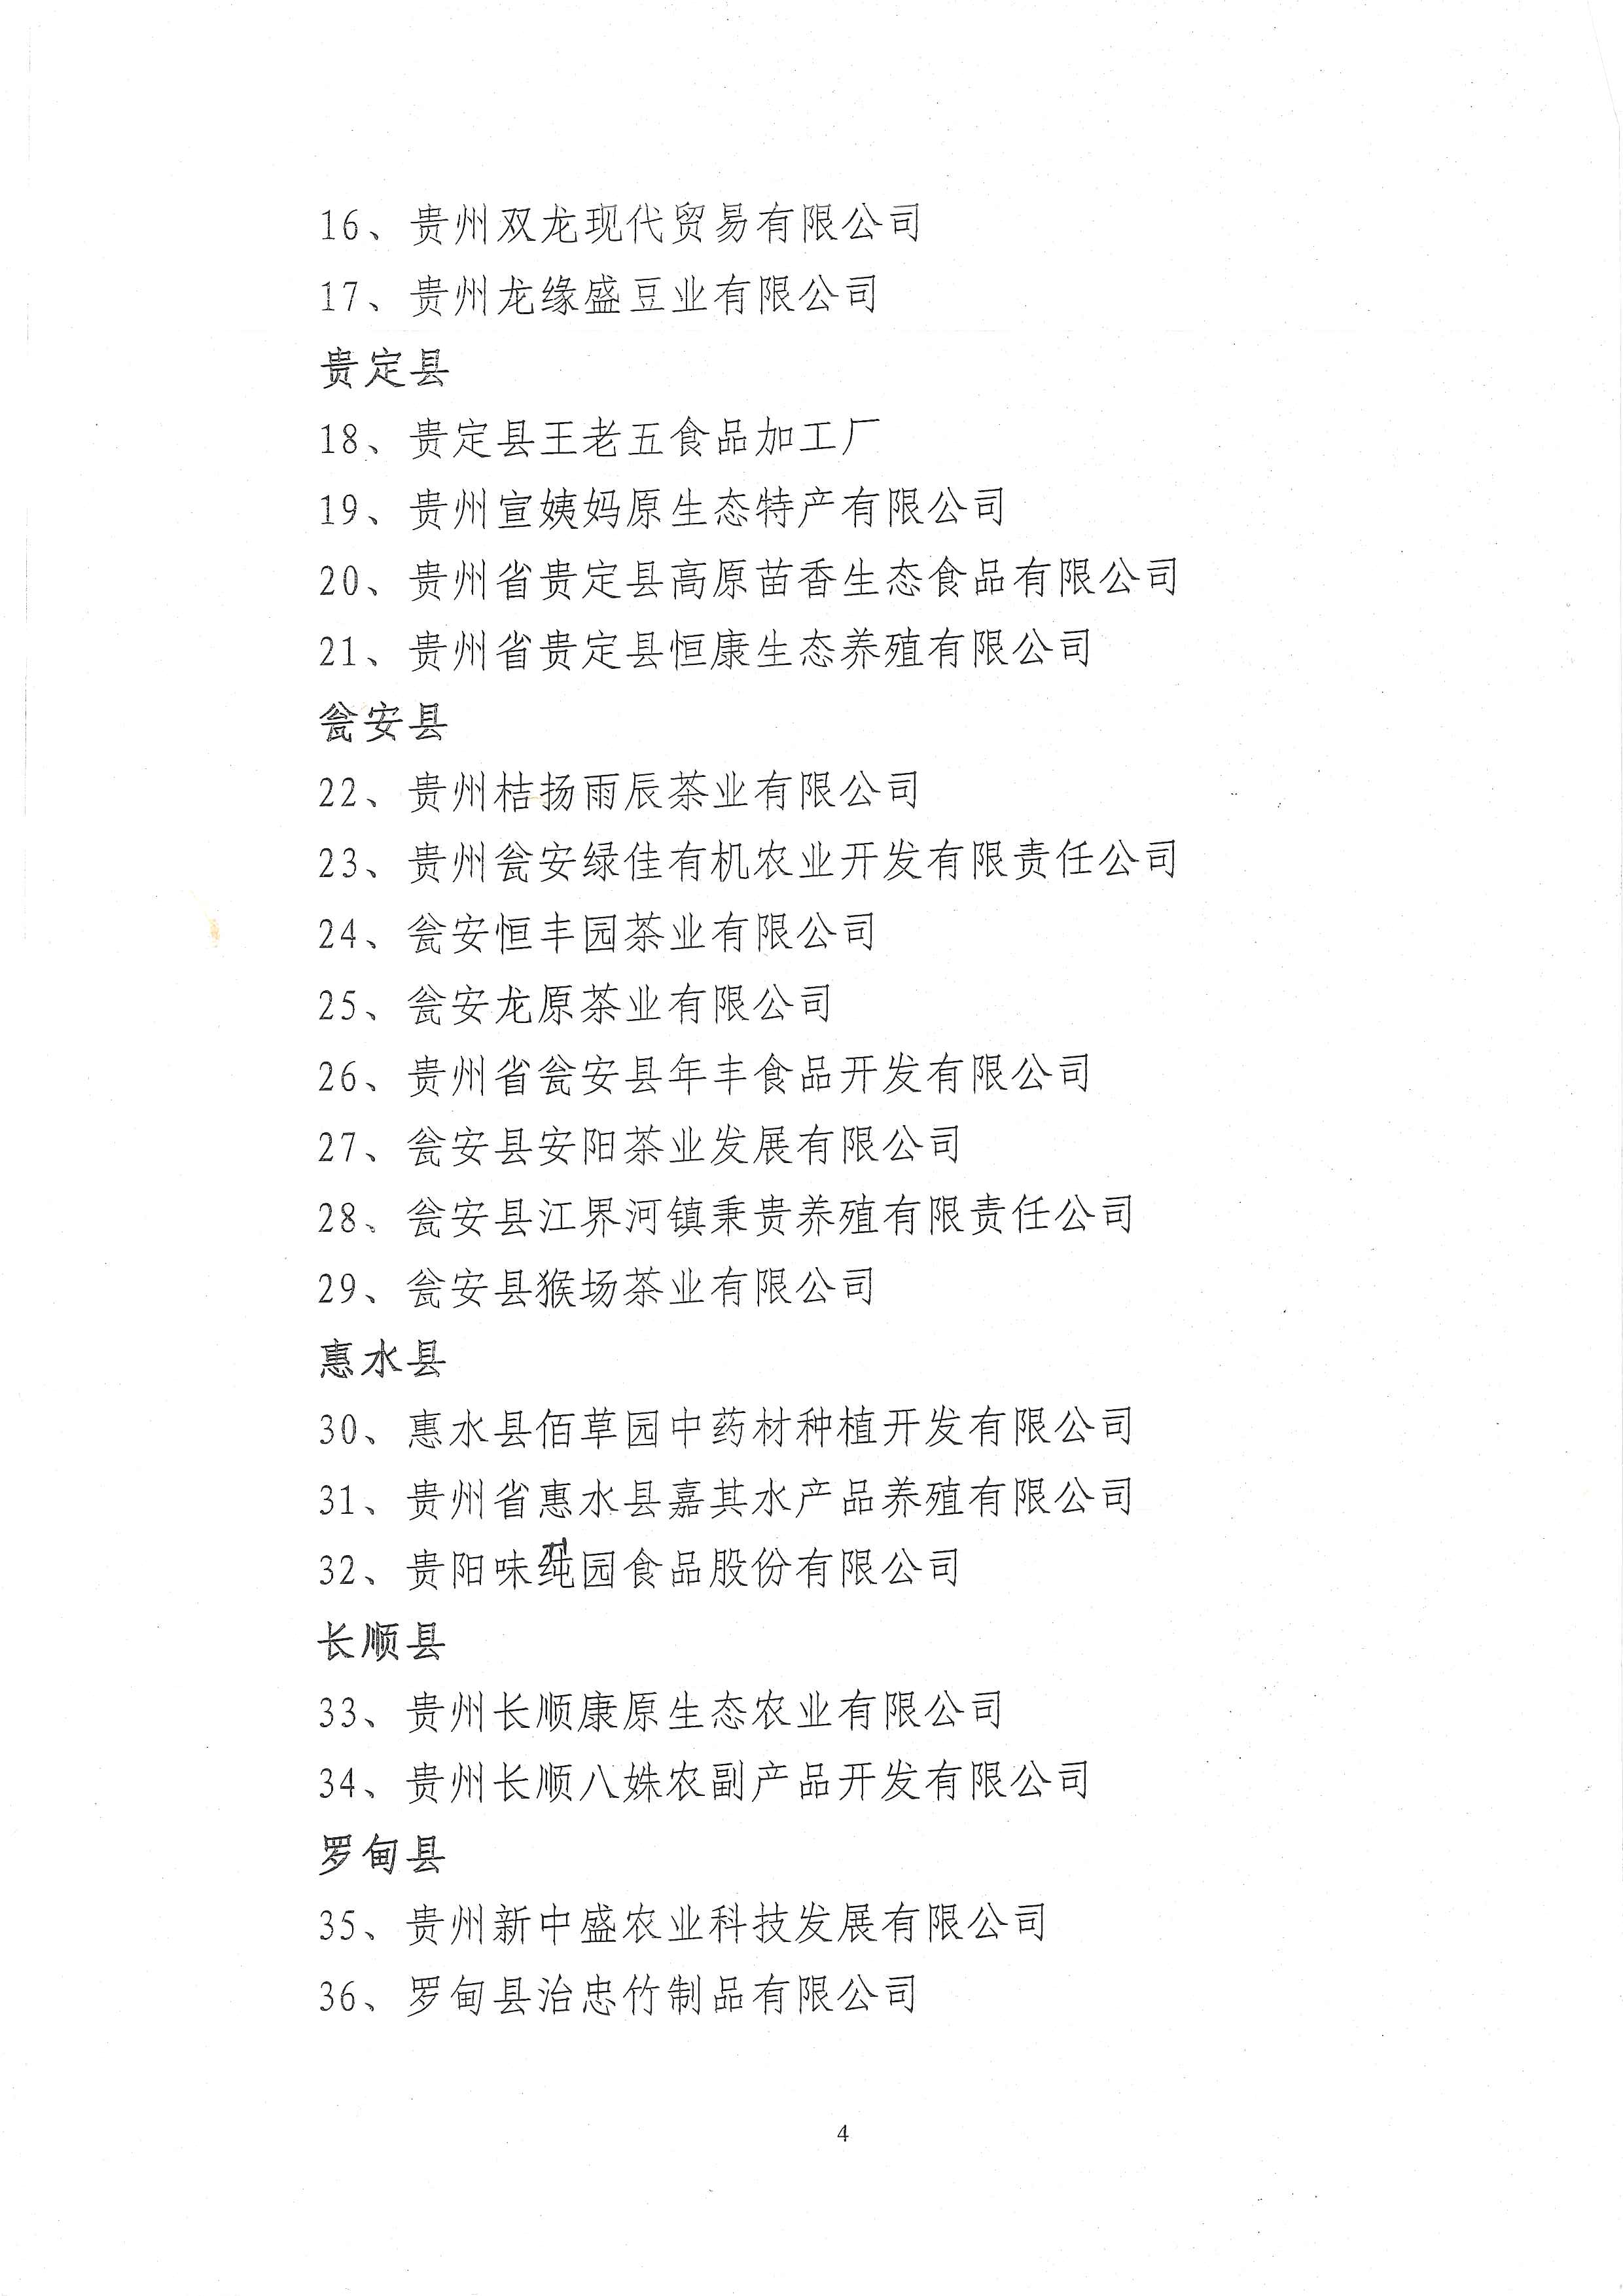 16、贵州双龙现代贸易有限公司
17、贵州龙缘盛豆业有限公司
贵定县
18、贵定县王老五食品加工厂
19、贵州宣姨妈原生态特产有限公司
20、贵州省贵定县高原苗香生态食品有限公司
21、贵州省贵定县恒康生态养殖有限公司
瓮安县
22、贵州桔扬雨辰茶业有限公司
23、贵州瓮安绿佳有机农业开发有限责任公司
24、瓮安恒丰园茶业有限公司
25、瓮安龙原茶业有限公司
26、贵州省瓮安县年丰食品开发有限公司
27、瓮安县安阳茶业发展有限公司
28、瓮安县江界河镇秉贵养殖有限责任公司
29、瓮安县猴场茶业有限公司
惠水县
30、惠水县佰草园中药材种植开发有限公司
31、贵州省惠水县嘉其水产品养殖有限公司
32、贵阳味莼园食品股份有限公司
长顺县
33、贵州长顺康原生态农业有限公司
34、贵州长顺八姝农副产品开发有限公司
罗甸县
35、贵州新中盛农业科技发展有限公司
36、罗甸县治忠竹制品有限公司
4